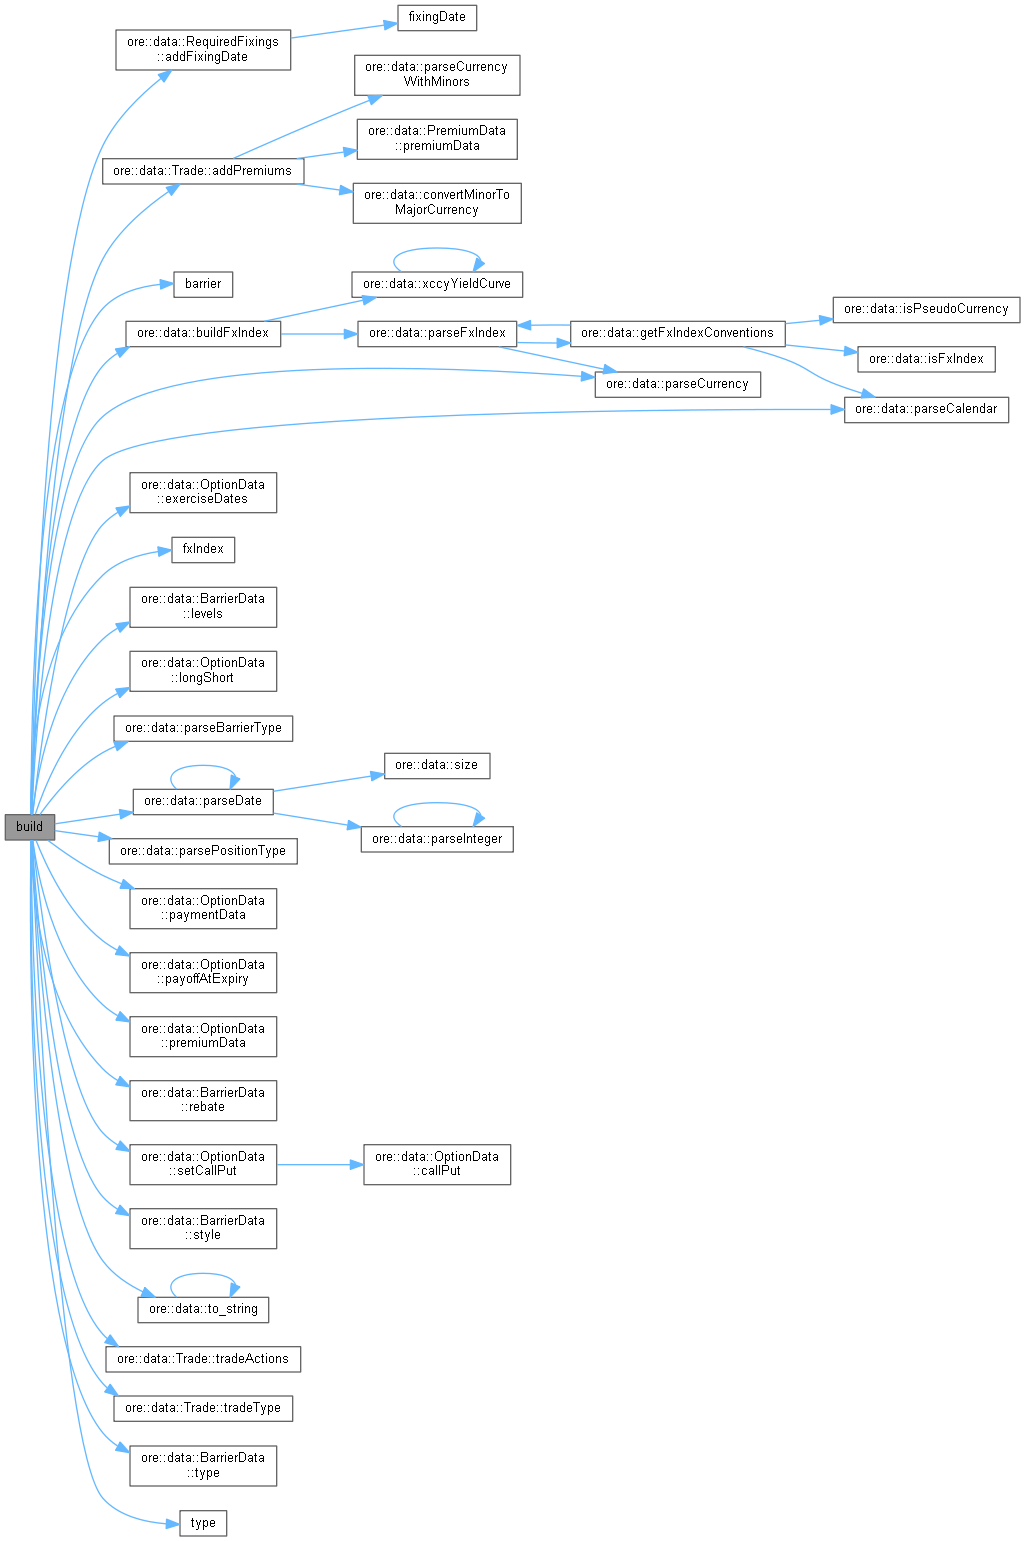 fixingDate
ore::data::RequiredFixings
::addFixingDate
ore::data::parseCurrency
WithMinors
ore::data::PremiumData
::premiumData
ore::data::Trade::addPremiums
ore::data::convertMinorTo
MajorCurrency
barrier
ore::data::xccyYieldCurve
ore::data::isPseudoCurrency
ore::data::buildFxIndex
ore::data::parseFxIndex
ore::data::getFxIndexConventions
ore::data::isFxIndex
ore::data::parseCurrency
ore::data::parseCalendar
ore::data::OptionData
::exerciseDates
fxIndex
ore::data::BarrierData
::levels
ore::data::OptionData
::longShort
ore::data::parseBarrierType
ore::data::size
ore::data::parseDate
build
ore::data::parseInteger
ore::data::parsePositionType
ore::data::OptionData
::paymentData
ore::data::OptionData
::payoffAtExpiry
ore::data::OptionData
::premiumData
ore::data::BarrierData
::rebate
ore::data::OptionData
::setCallPut
ore::data::OptionData
::callPut
ore::data::BarrierData
::style
ore::data::to_string
ore::data::Trade::tradeActions
ore::data::Trade::tradeType
ore::data::BarrierData
::type
type